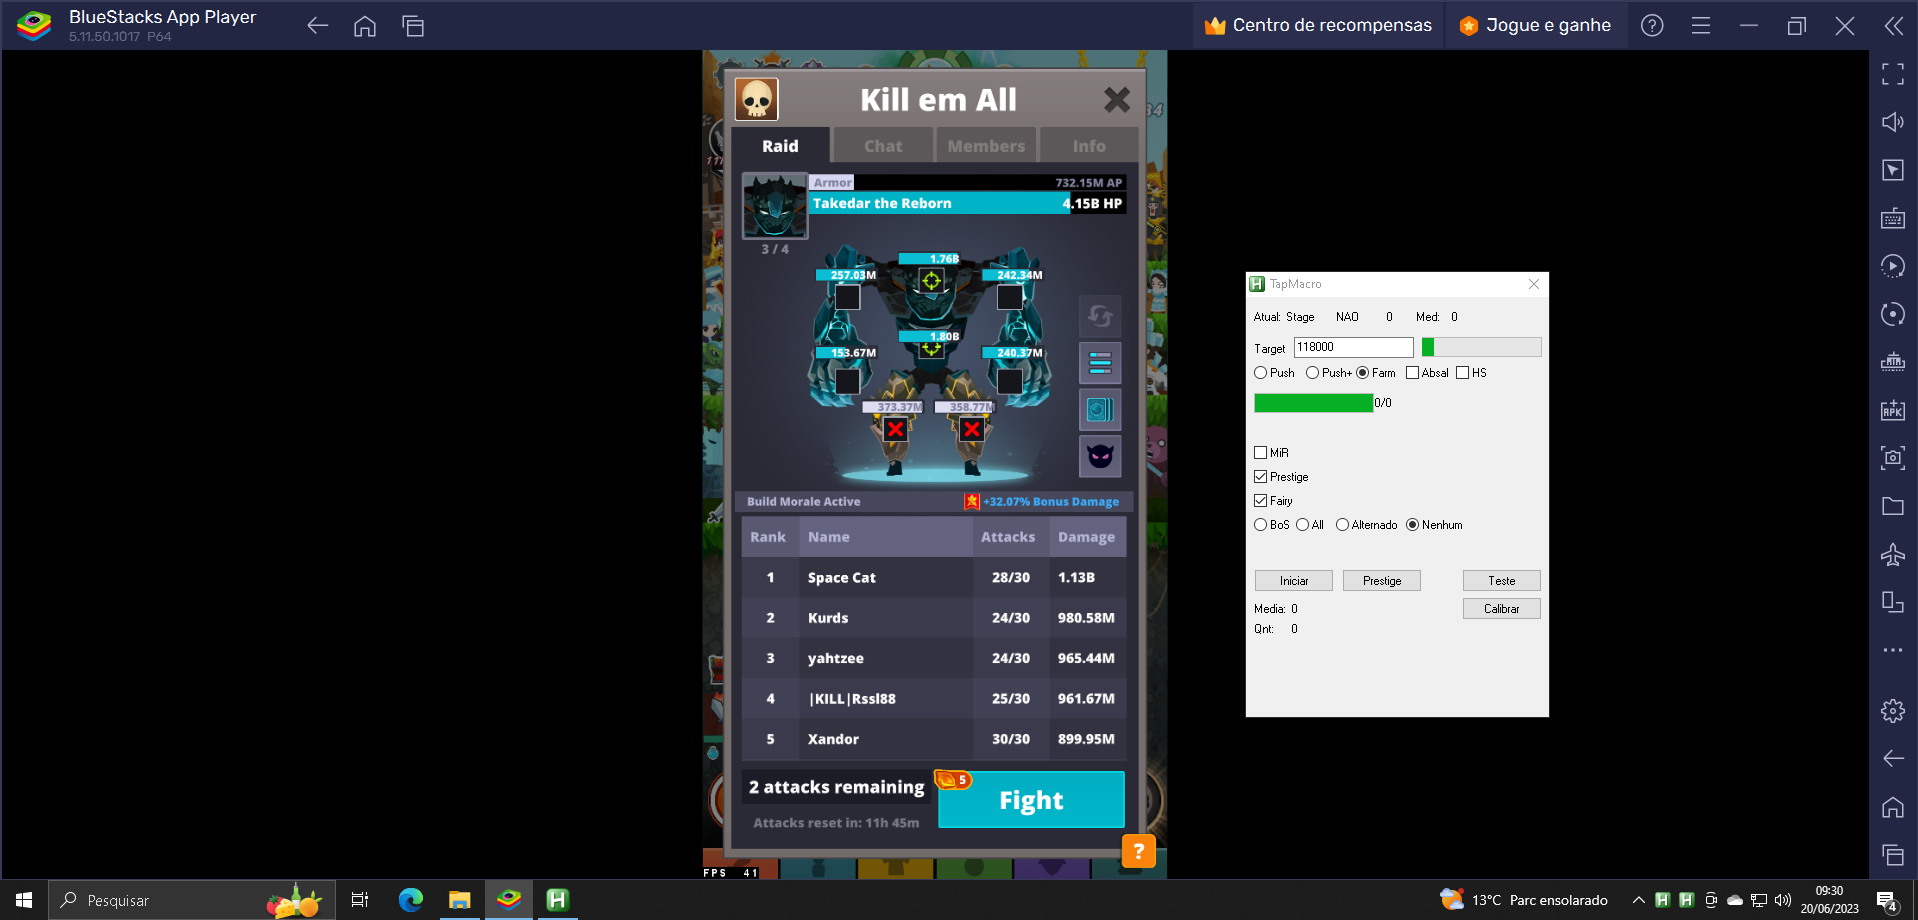 BlueStacks App Player
5.11.50.1017 P64
Centro de recompensas
Jogue e ganhe
Kill em All
Raid
Chat
Members
Info
Armor
732.15M AP
Takedar the Reborn
4.15B HP
3 / 4
1.76B
257.03M
242.34M
1.80B
153.67M
240.37M
373.37M
358.77M
Build Morale Active
+32.07% Bonus Damage
Rank Name Attacks Damage
1 Space Cat 28/30 1.13B
2 Kurds 24/30 980.58M
3 yahtzee 24/30 965.44M
4 |KILL|Rssl88 25/30 961.67M
5 Xandor 30/30 899.95M
2 attacks remaining
5
Fight
Attacks reset in: 11h 45m
?
FPS 41
TapMacro
Atual: Stage NAO 0 Med: 0
Target 118000
Push Push+ Farm Absal HS
0/0
MiR
Prestige
Fairy
BoS All Alternado Nenhum
Iniciar Prestige Teste
Media: 0 Calibrar
Qnt: 0
APK
Pesquisar
13°C Parc ensolarado
09:30
20/06/2023
4